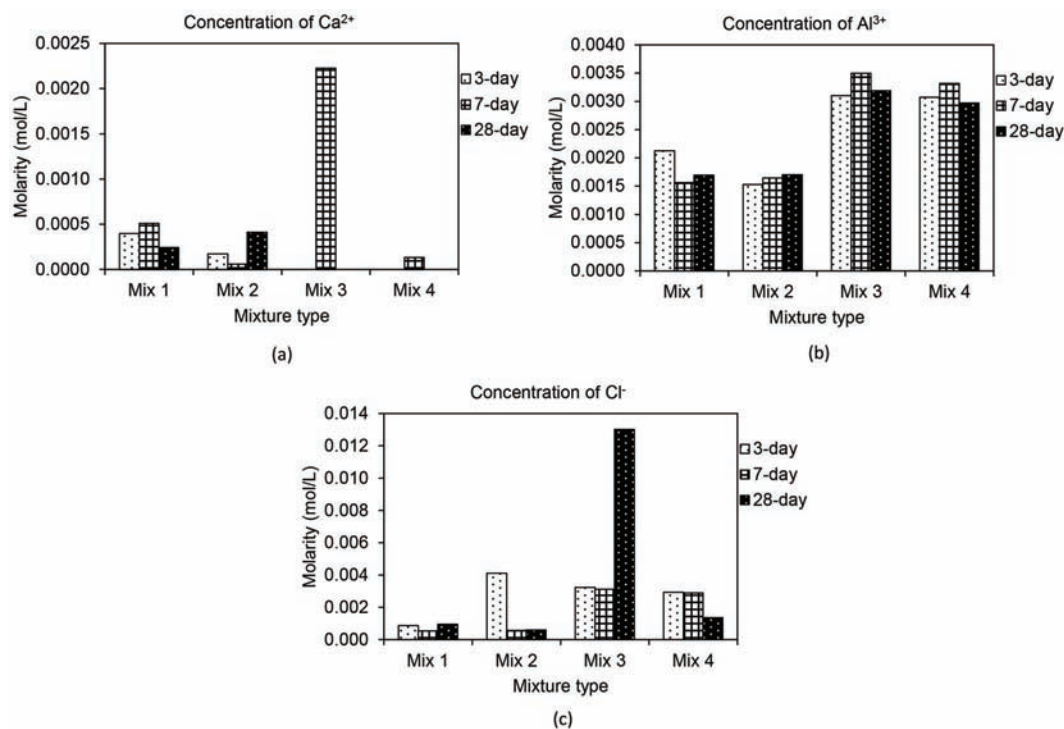 Concentration of Ca²⁺
0.0025
0.0020
0.0015
0.0010
0.0005
0.0000
Molarity (mol/L)
Mix 1 Mix 2 Mix 3 Mix 4
Mixture type
3-day
7-day
28-day
(a)
Concentration of Al³⁺
0.0040
0.0035
0.0030
0.0025
0.0020
0.0015
0.0010
0.0005
0.0000
Molarity (mol/L)
Mix 1 Mix 2 Mix 3 Mix 4
Mixture type
3-day
7-day
28-day
(b)
Concentration of Cl⁻
0.014
0.012
0.010
0.008
0.006
0.004
0.002
0.000
Molarity (mol/L)
Mix 1 Mix 2 Mix 3 Mix 4
Mixture type
3-day
7-day
28-day
(c)